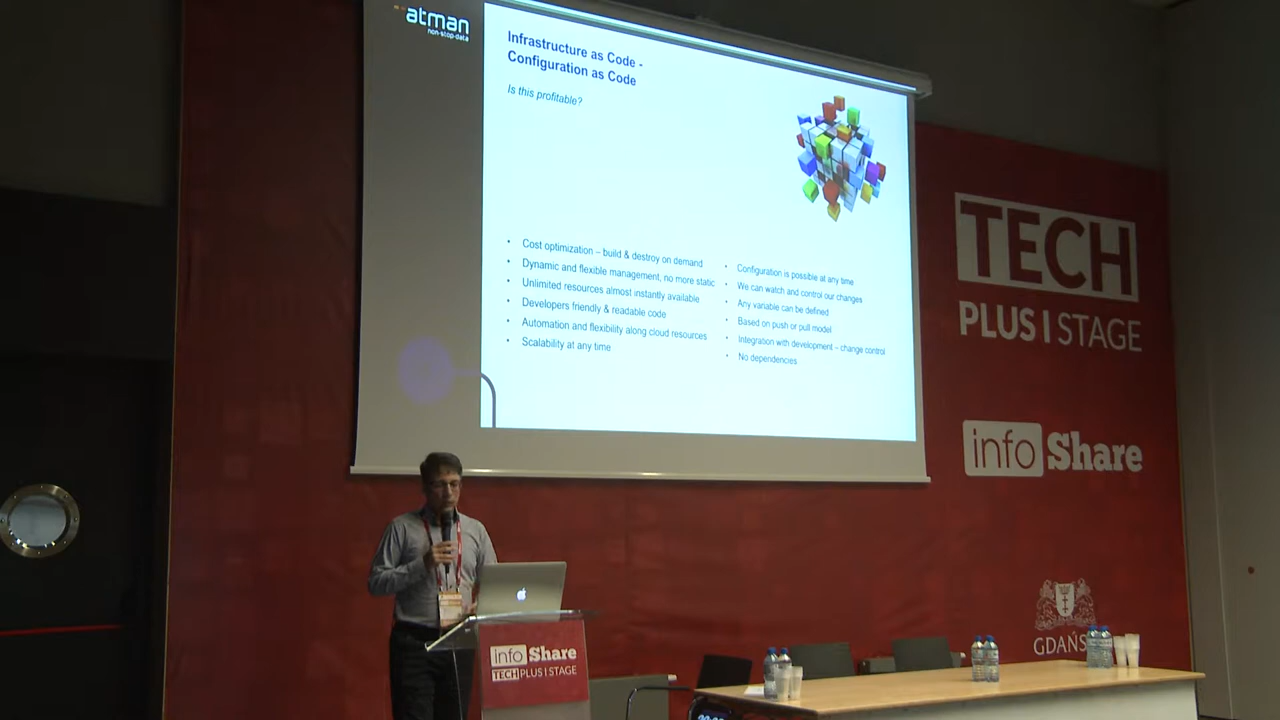 atman
non-stop-data
Infrastructure as Code -
Configuration as Code
Is this profitable?
• Cost optimization – build & destroy on demand
• Dynamic and flexible management, no more static
• Unlimited resources almost instantly available
• Developers friendly & readable code
• Automation and flexibility along cloud resources
• Scalability at any time
• Configuration is possible at any time
• We can watch and control our changes
• Any variable can be defined
• Based on push or pull model
• Integration with development – change control
• No dependencies
TECH
PLUS | STAGE
info Share
GDAŃS
info Share
TECH PLUS | STAGE